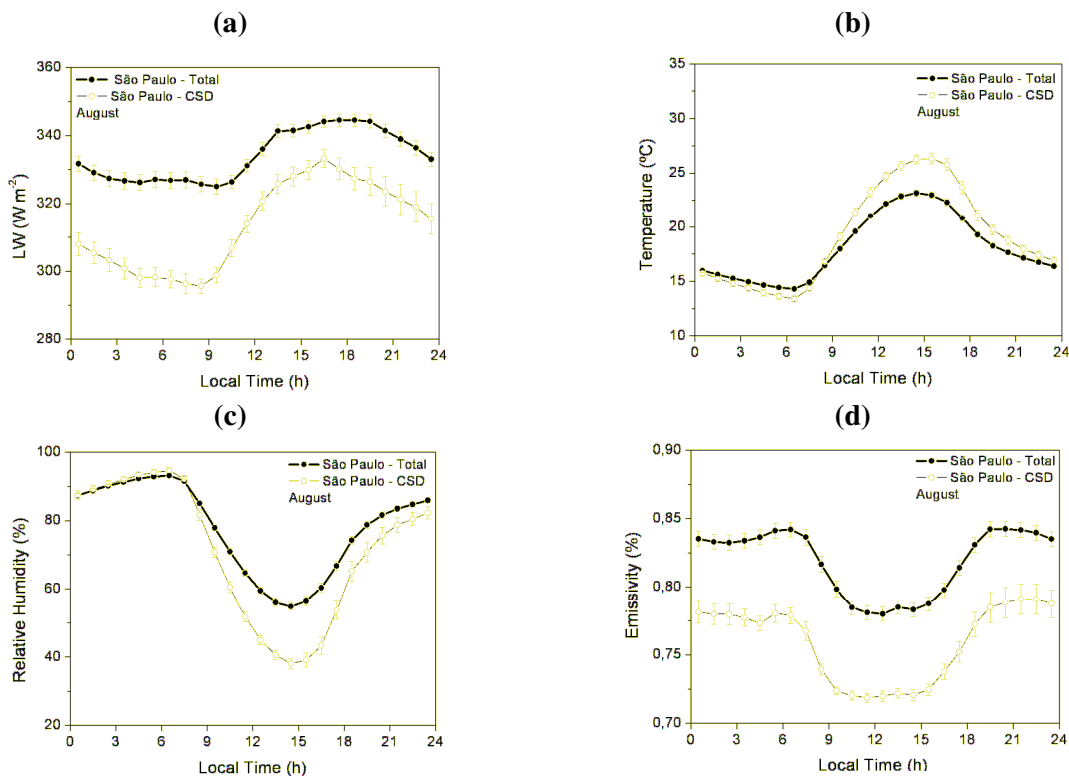 (a)
(b)
360
340
320
300
280
LW (W m-2)
São Paulo - Total
São Paulo - CSD
August
0 3 6 9 12 15 18 21 24
Local Time (h)
35
30
25
20
15
10
Temperature (ºC)
São Paulo - Total
São Paulo - CSD
August
0 3 6 9 12 15 18 21 24
Local Time (h)
(c)
(d)
100
80
60
40
20
Relative Humidity (%)
São Paulo - Total
São Paulo - CSD
August
0 3 6 9 12 15 18 21 24
Local Time (h)
0,90
0,85
0,80
0,75
0,70
Emissivity (%)
São Paulo - Total
São Paulo - CSD
August
0 3 6 9 12 15 18 21 24
Local Time (h)